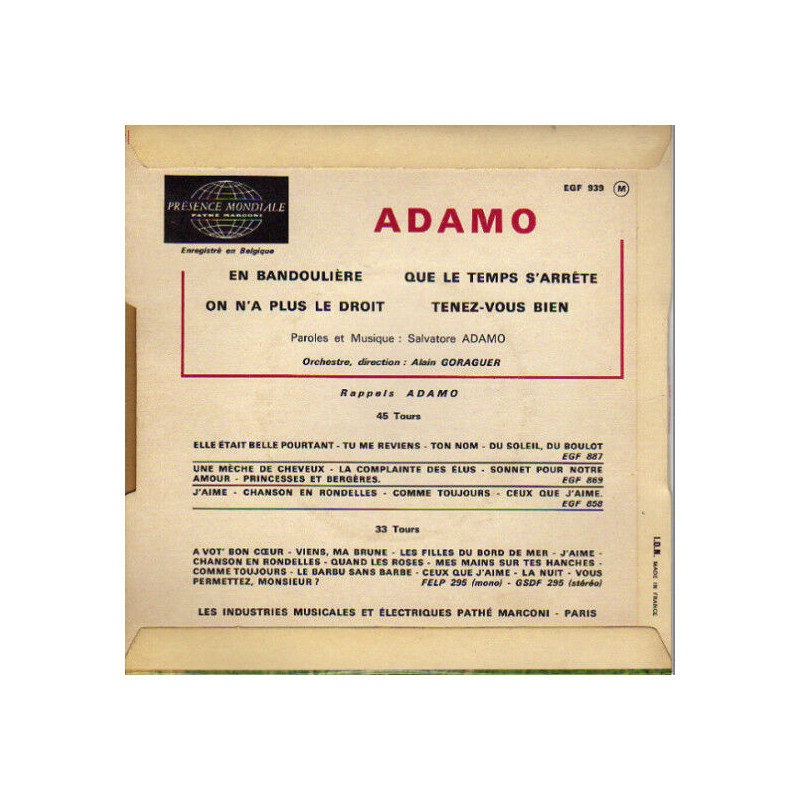 EGF 939 M
PRÉSENCE MONDIALE
PATHÉ MARCONI
ADAMO
Enregistré en Belgique
EN BANDOULIÈRE QUE LE TEMPS S'ARRÊTE
ON N'A PLUS LE DROIT TENEZ-VOUS BIEN
Paroles et Musique : Salvatore ADAMO
Orchestre, direction : Alain GORAGUER
Rappels ADAMO
45 Tours
ELLE ÉTAIT BELLE POURTANT - TU ME REVIENS - TON NOM - DU SOLEIL, DU BOULOT
EGF 887
UNE MÈCHE DE CHEVEUX - LA COMPLAINTE DES ÉLUS - SONNET POUR NOTRE
AMOUR - PRINCESSES ET BERGÈRES. EGF 869
J'AIME - CHANSON EN RONDELLES - COMME TOUJOURS - CEUX QUE J'AIME.
EGF 858
33 Tours
A VOT' BON CŒUR - VIENS, MA BRUNE - LES FILLES DU BORD DE MER - J'AIME -
CHANSON EN RONDELLES - QUAND LES ROSES - MES MAINS SUR TES HANCHES -
COMME TOUJOURS - LE BARBU SANS BARBE - CEUX QUE J'AIME - LA NUIT - VOUS
PERMETTEZ, MONSIEUR ? FELP 295 (mono) - GSDF 295 (stéréo)
LES INDUSTRIES MUSICALES ET ÉLECTRIQUES PATHÉ MARCONI - PARIS
I.D.N. MADE IN FRANCE